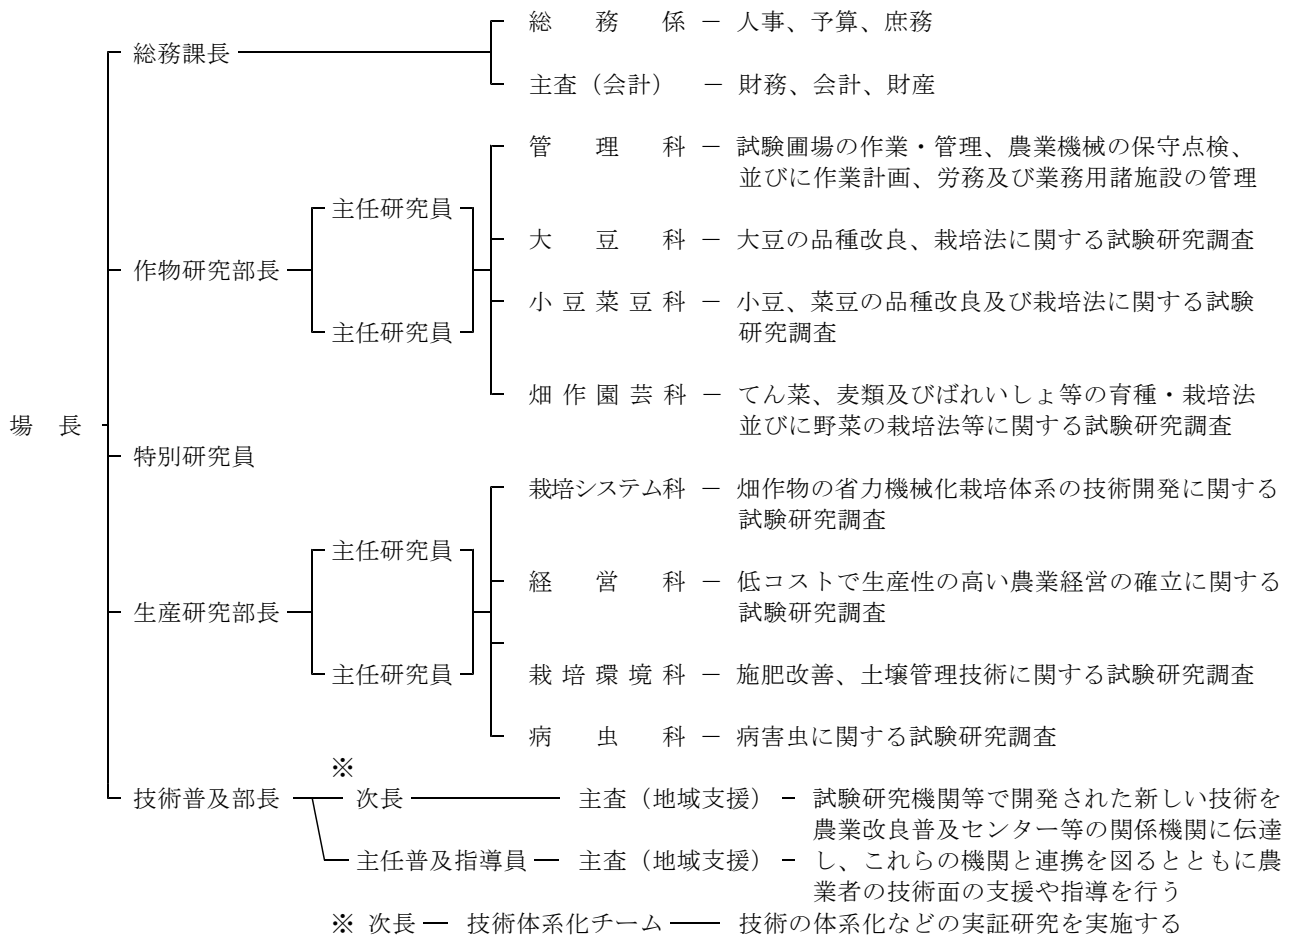 総務係 － 人事、予算、庶務
総務課長
主査（会計） － 財務、会計、財産
管理科 － 試験圃場の作業・管理、農業機械の保守点検、
並びに作業計画、労務及び業務用諸施設の管理
主任研究員
大豆科 － 大豆の品種改良、栽培法に関する試験研究調査
作物研究部長
小豆菜豆科 － 小豆、菜豆の品種改良及び栽培法に関する試験
主任研究員
研究調査
畑作園芸科 － てん菜、麦類及びばれいしょ等の育種・栽培法
並びに野菜の栽培法等に関する試験研究調査
場長
特別研究員
栽培システム科 － 畑作物の省力機械化栽培体系の技術開発に関する
試験研究調査
主任研究員
経営科 － 低コストで生産性の高い農業経営の確立に関する
試験研究調査
生産研究部長
主任研究員
栽培環境科 － 施肥改善、土壌管理技術に関する試験研究調査
病虫科 － 病害虫に関する試験研究調査
※
技術普及部長 次長 主査（地域支援） － 試験研究機関等で開発された新しい技術を
農業改良普及センター等の関係機関に伝達
主任普及指導員 主査（地域支援） － し、これらの機関と連携を図るとともに農
業者の技術面の支援や指導を行う
※ 次長 ― 技術体系化チーム ―― 技術の体系化などの実証研究を実施する